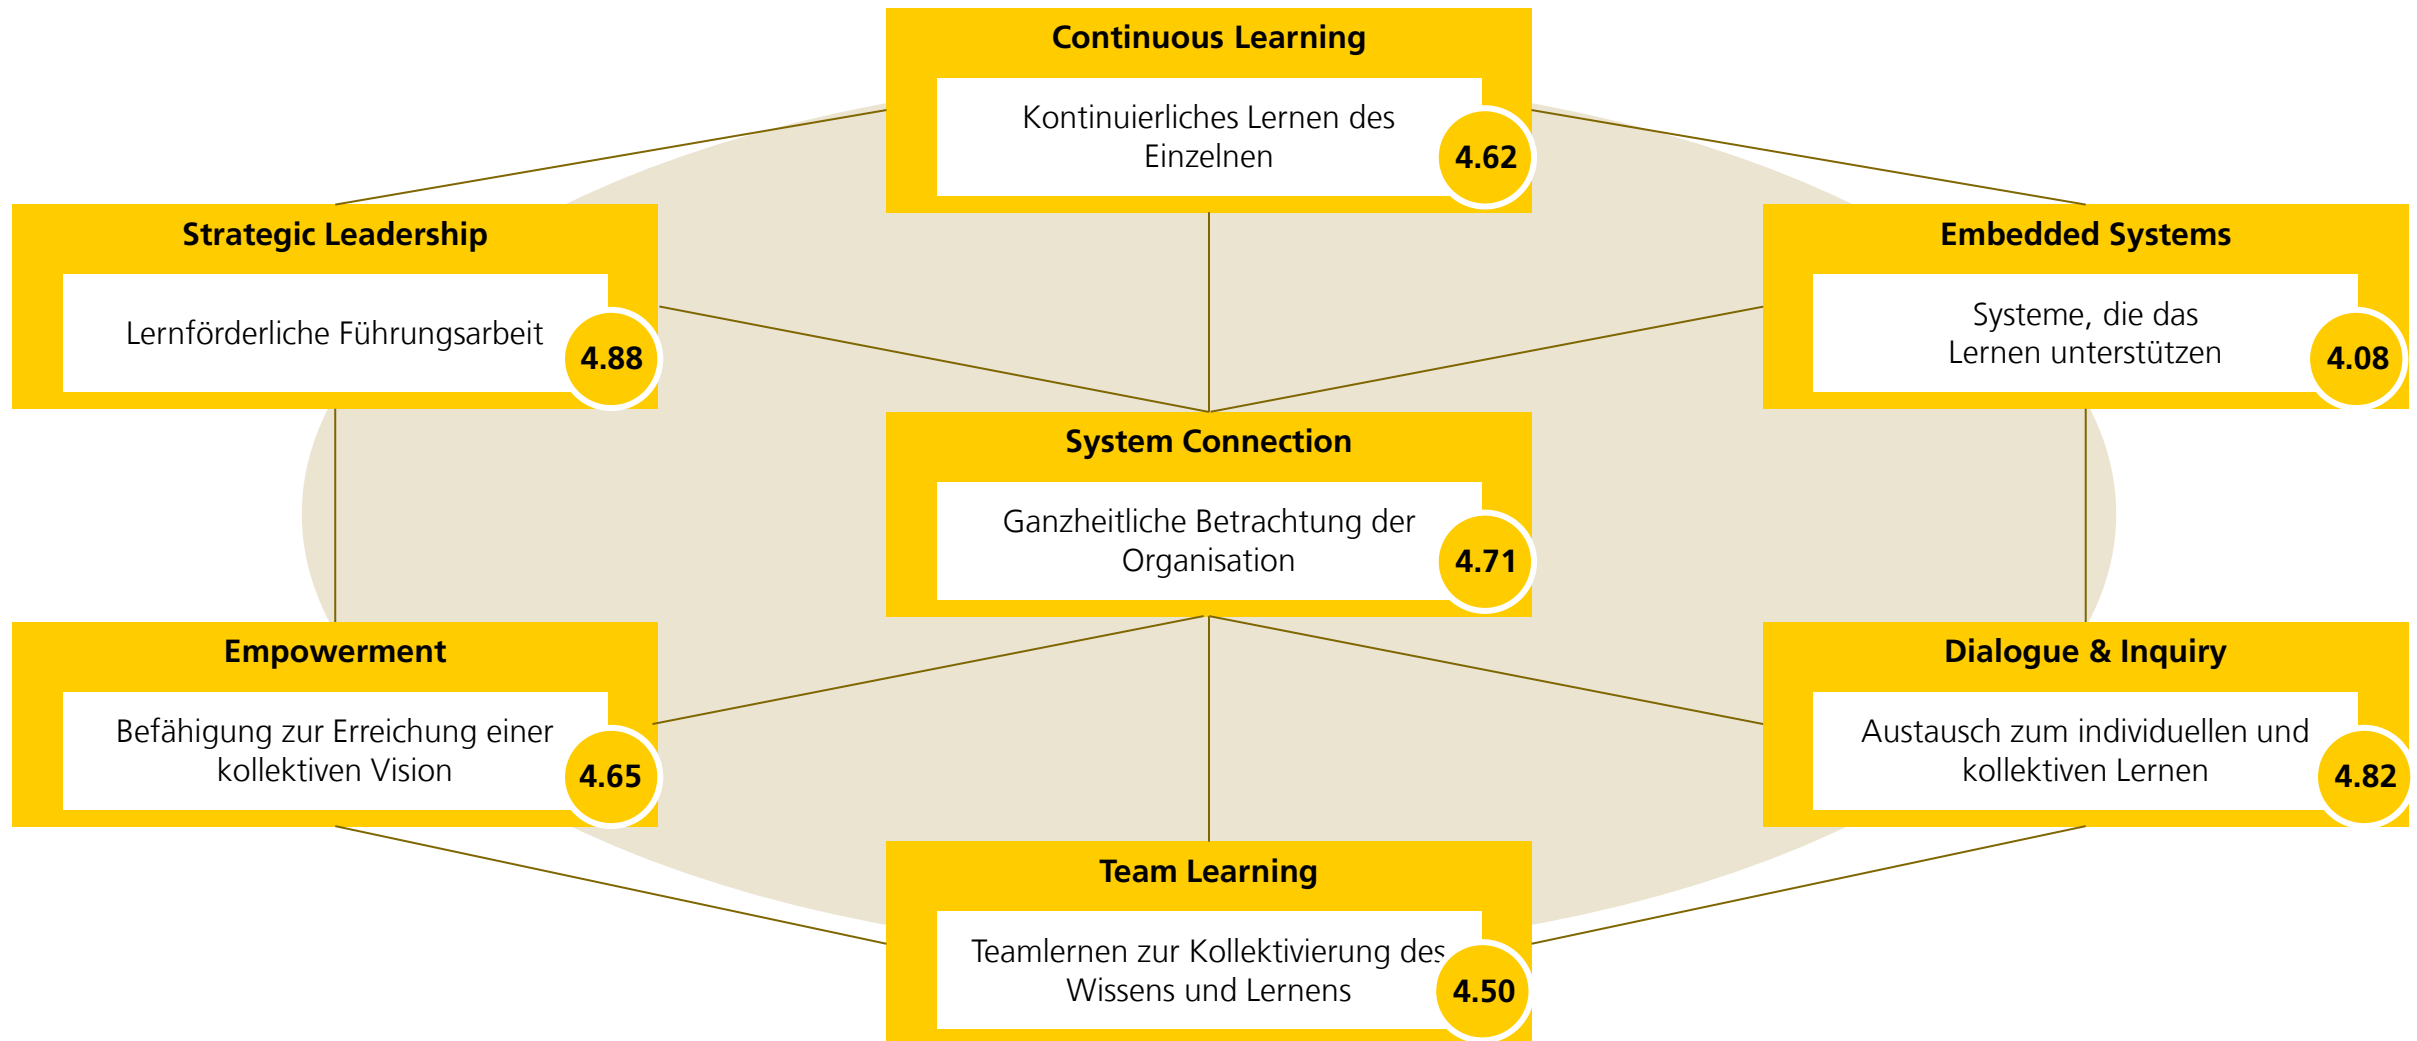 Continuous Learning
Kontinuierliches Lernen des
Einzelnen
4.62
Strategic Leadership
Lernförderliche Führungsarbeit
4.88
Embedded Systems
Systeme, die das
Lernen unterstützen
4.08
System Connection
Ganzheitliche Betrachtung der
Organisation
4.71
Empowerment
Befähigung zur Erreichung einer
kollektiven Vision
4.65
Dialogue & Inquiry
Austausch zum individuellen und
kollektiven Lernen
4.82
Team Learning
Teamlernen zur Kollektivierung des
Wissens und Lernens
4.50